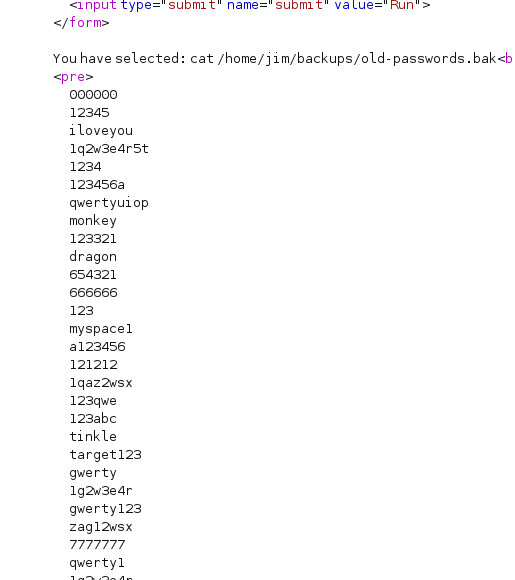 <input type="submit" name="submit" value="Run">
</form>
You have selected: cat /home/jim/backups/old-passwords.bak<b
<pre>
000000
12345
iloveyou
1q2w3e4r5t
1234
123456a
qwertyuiop
monkey
123321
dragon
654321
666666
123
myspace1
a123456
121212
1qaz2wsx
123qwe
123abc
tinkle
target123
gwerty
1g2w3e4r
gwerty123
zag12wsx
7777777
qwerty1
1q2w3e4r